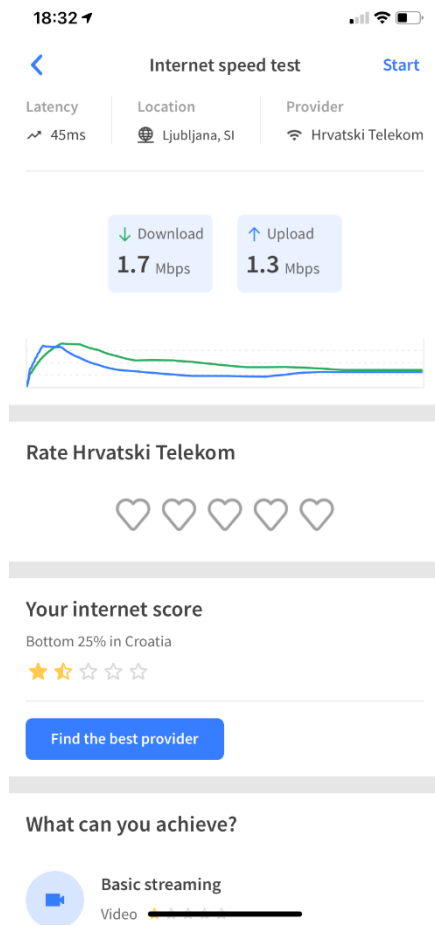 18:32
Internet speed test
Start
Latency
Location
Provider
45ms
Ljubljana, SI
Hrvatski Telekom
Download
Upload
1.7 Mbps
1.3 Mbps
Rate Hrvatski Telekom
Your internet score
Bottom 25% in Croatia
Find the best provider
What can you achieve?
Basic streaming
Video